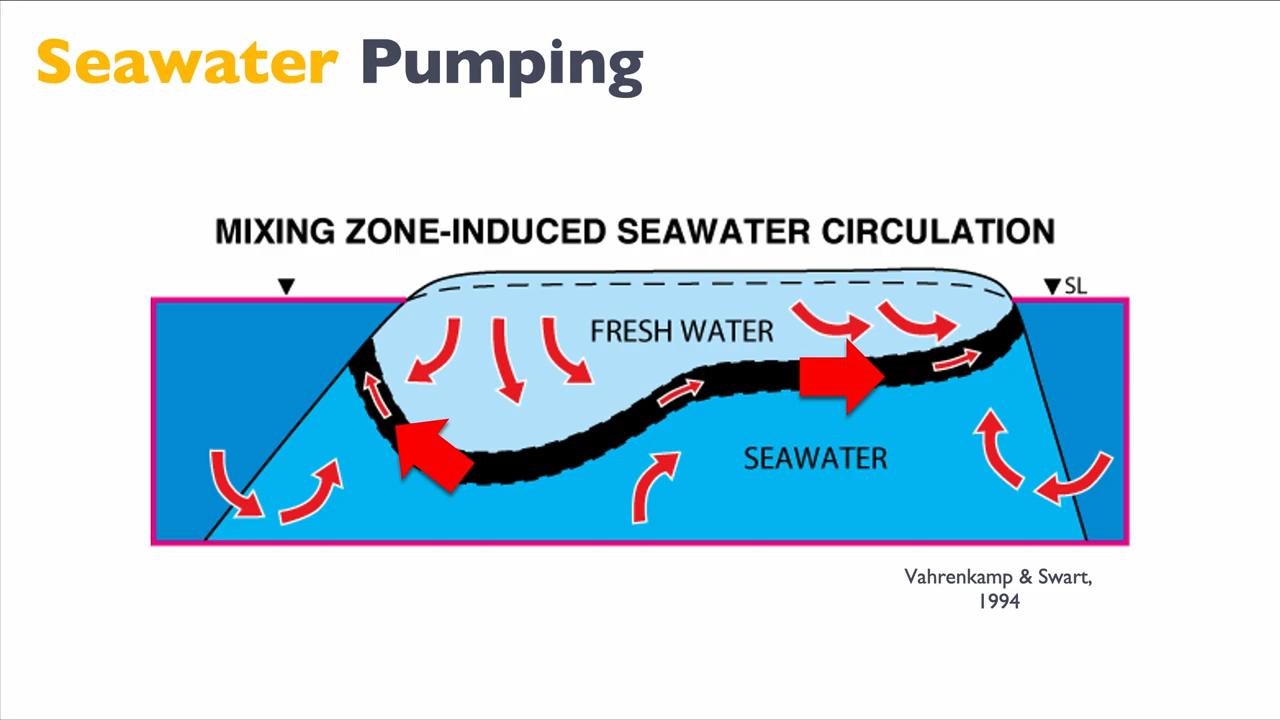 Seawater Pumping
MIXING ZONE-INDUCED SEAWATER CIRCULATION
SL
FRESH WATER
SEAWATER
Vahrenkamp & Swart,
1994